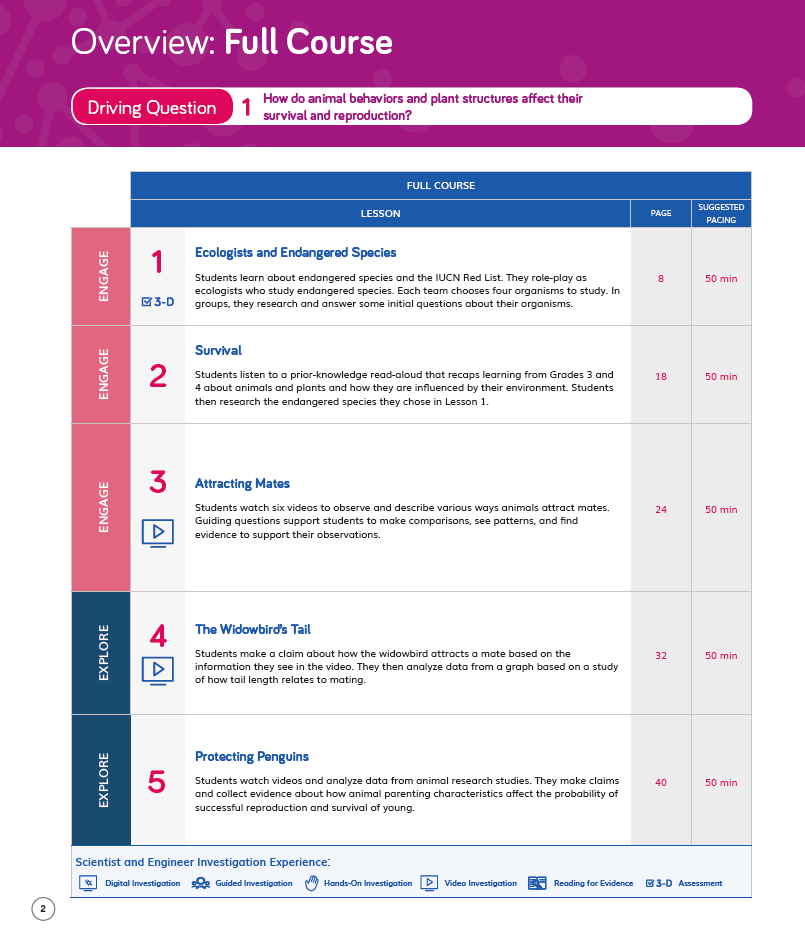 Overview: Full Course
Driving Question 1 How do animal behaviors and plant structures affect their
survival and reproduction?
FULL COURSE
LESSON PAGE SUGGESTED
PACING
ENGAGE
1
3-D
Ecologists and Endangered Species
Students learn about endangered species and the IUCN Red List. They role-play as
ecologists who study endangered species. Each team chooses four organisms to study. In
groups, they research and answer some initial questions about their organisms.
8 50 min
ENGAGE
2
Survival
Students listen to a prior-knowledge read-aloud that recaps learning from Grades 3 and
4 about animals and plants and how they are influenced by their environment. Students
then research the endangered species they chose in Lesson 1.
18 50 min
ENGAGE
3
Attracting Mates
Students watch six videos to observe and describe various ways animals attract mates.
Guiding questions support students to make comparisons, see patterns, and find
evidence to support their observations.
24 50 min
EXPLORE
4
The Widowbird's Tail
Students make a claim about how the widowbird attracts a mate based on the
information they see in the video. They then analyze data from a graph based on a study
of how tail length relates to mating.
32 50 min
EXPLORE
5
Protecting Penguins
Students watch videos and analyze data from animal research studies. They make claims
and collect evidence about how animal parenting characteristics affect the probability of
successful reproduction and survival of young.
40 50 min
Scientist and Engineer Investigation Experience:
Digital Investigation Guided Investigation Hands-On Investigation Video Investigation Reading for Evidence 3-D Assessment
2